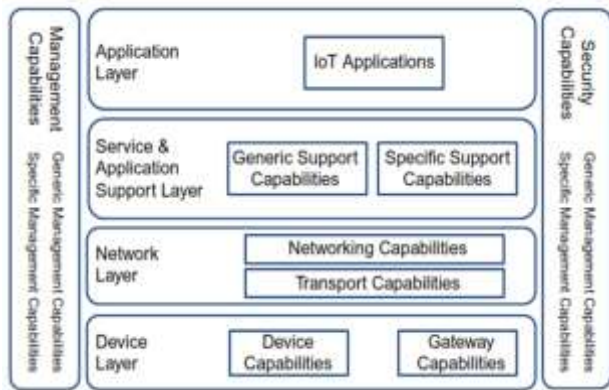 Management
Capabilities
Generic Management Capabilities
Specific Management Capabilities
Application
Layer
IoT Applications
Service &
Application
Support Layer
Generic Support
Capabilities
Specific Support
Capabilities
Network
Layer
Networking Capabilities
Transport Capabilities
Device
Layer
Device
Capabilities
Gateway
Capabilities
Security
Capabilities
Generic Management Capabilities
Specific Management Capabilities